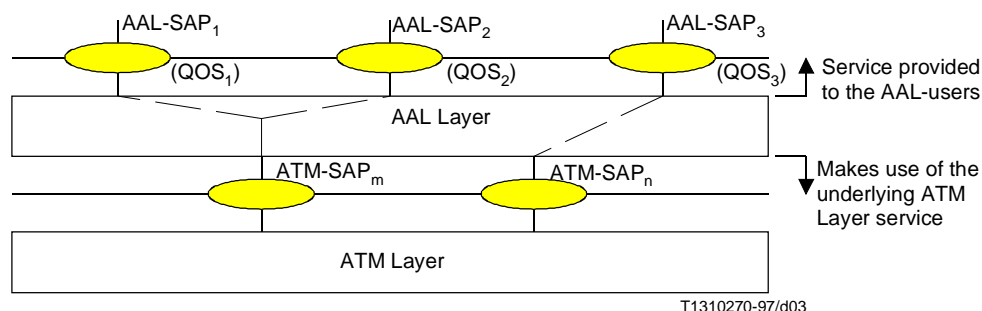 AAL-SAP₁
AAL-SAP₂
AAL-SAP₃
(QOS₁)
(QOS₂)
(QOS₃)
Service provided
to the AAL-users
AAL Layer
ATM-SAPₘ
ATM-SAPₙ
Makes use of the
underlying ATM
Layer service
ATM Layer
T1310270-97/d03